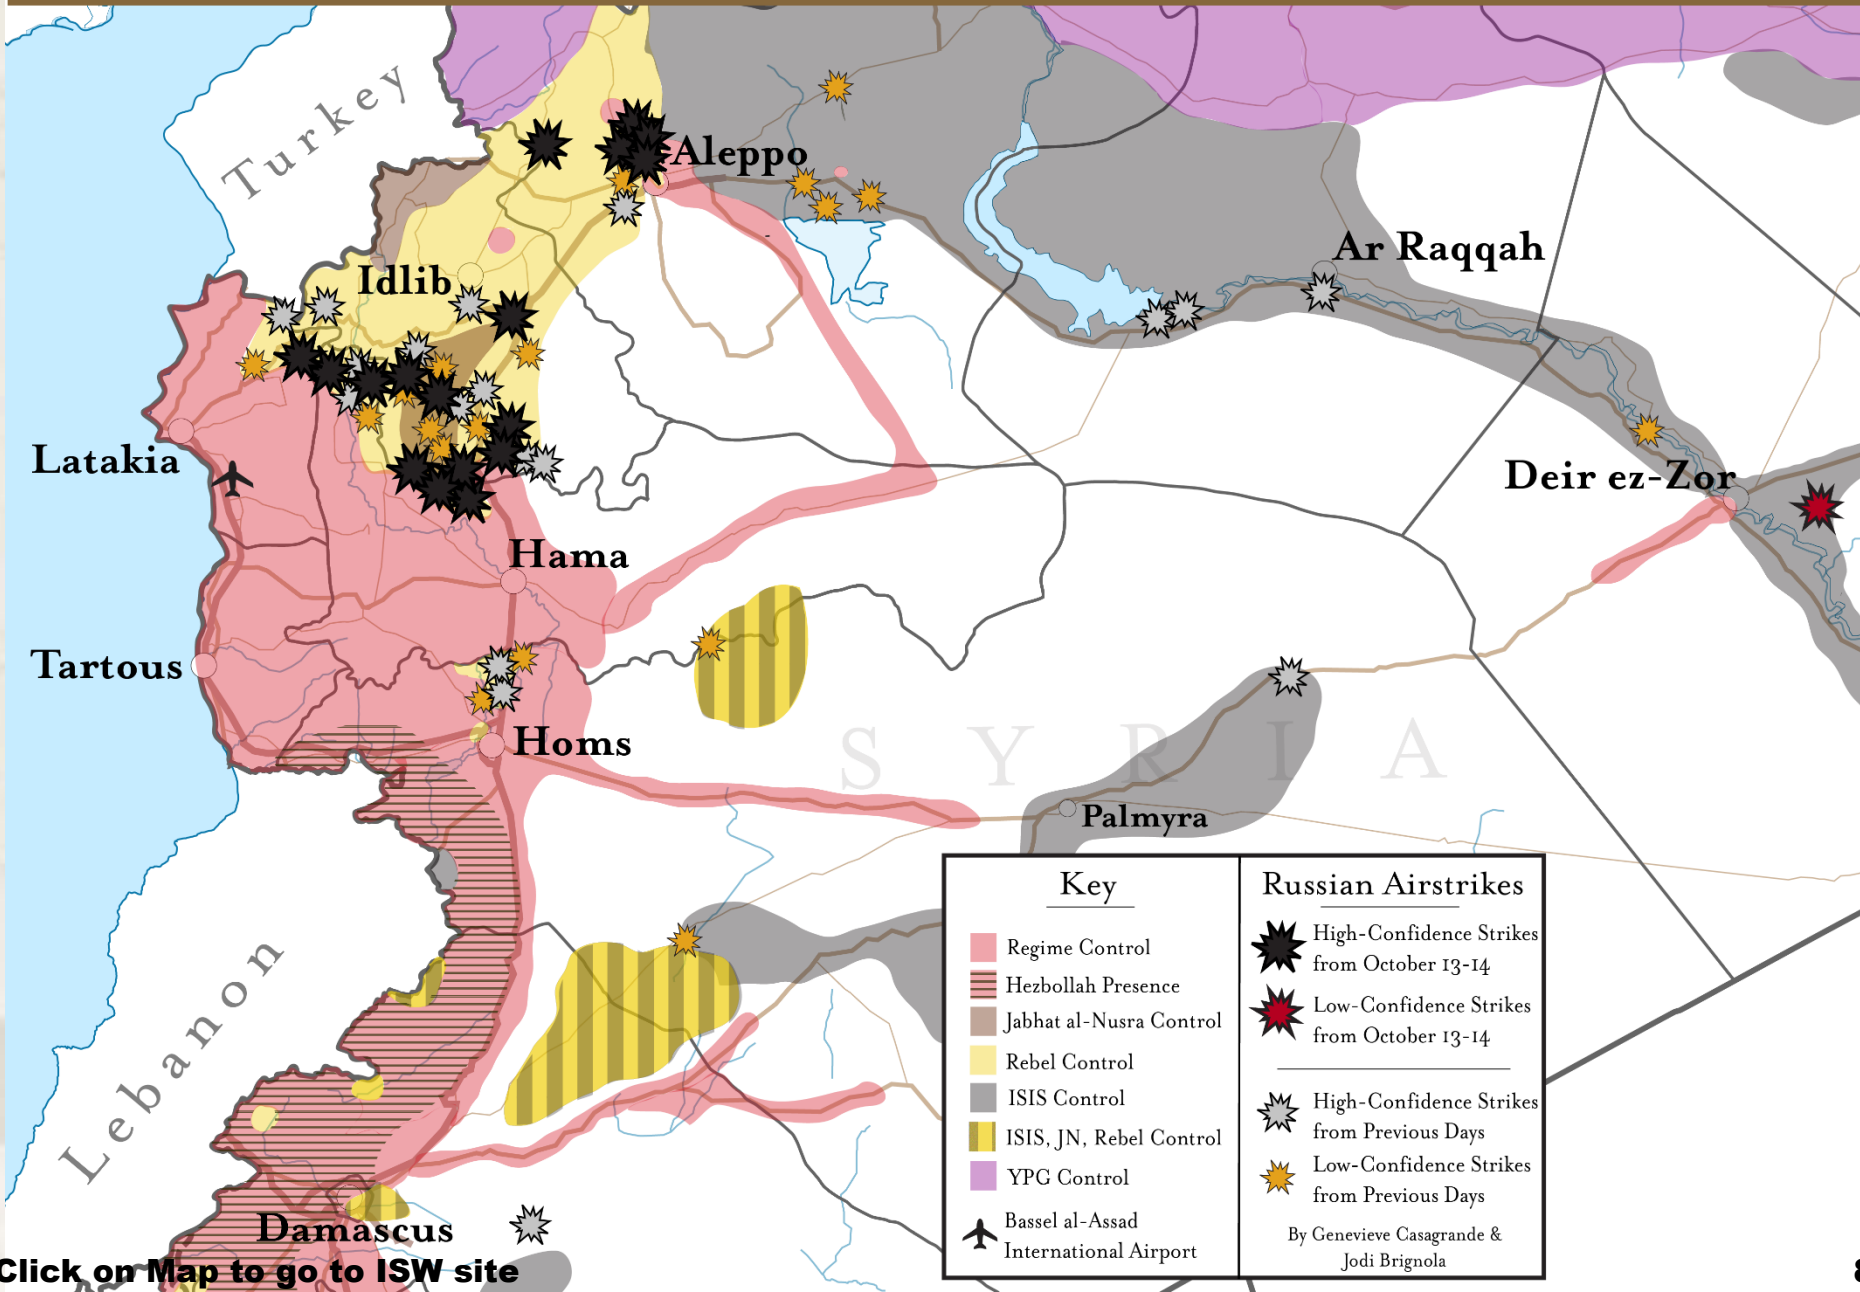 Turkey
Aleppo
Idlib
Ar Raqqah
Latakia
Deir ez-Zor
Hama
Tartous
Homs
SYRIA
Palmyra
Lebanon
Damascus
Key
Regime Control
Hezbollah Presence
Jabhat al-Nusra Control
Rebel Control
ISIS Control
ISIS, JN, Rebel Control
YPG Control
Bassel al-Assad
International Airport
Russian Airstrikes
High-Confidence Strikes
from October 13-14
Low-Confidence Strikes
from October 13-14
High-Confidence Strikes
from Previous Days
Low-Confidence Strikes
from Previous Days
By Genevieve Casagrande &
Jodi Brignola
Click on Map to go to ISW site